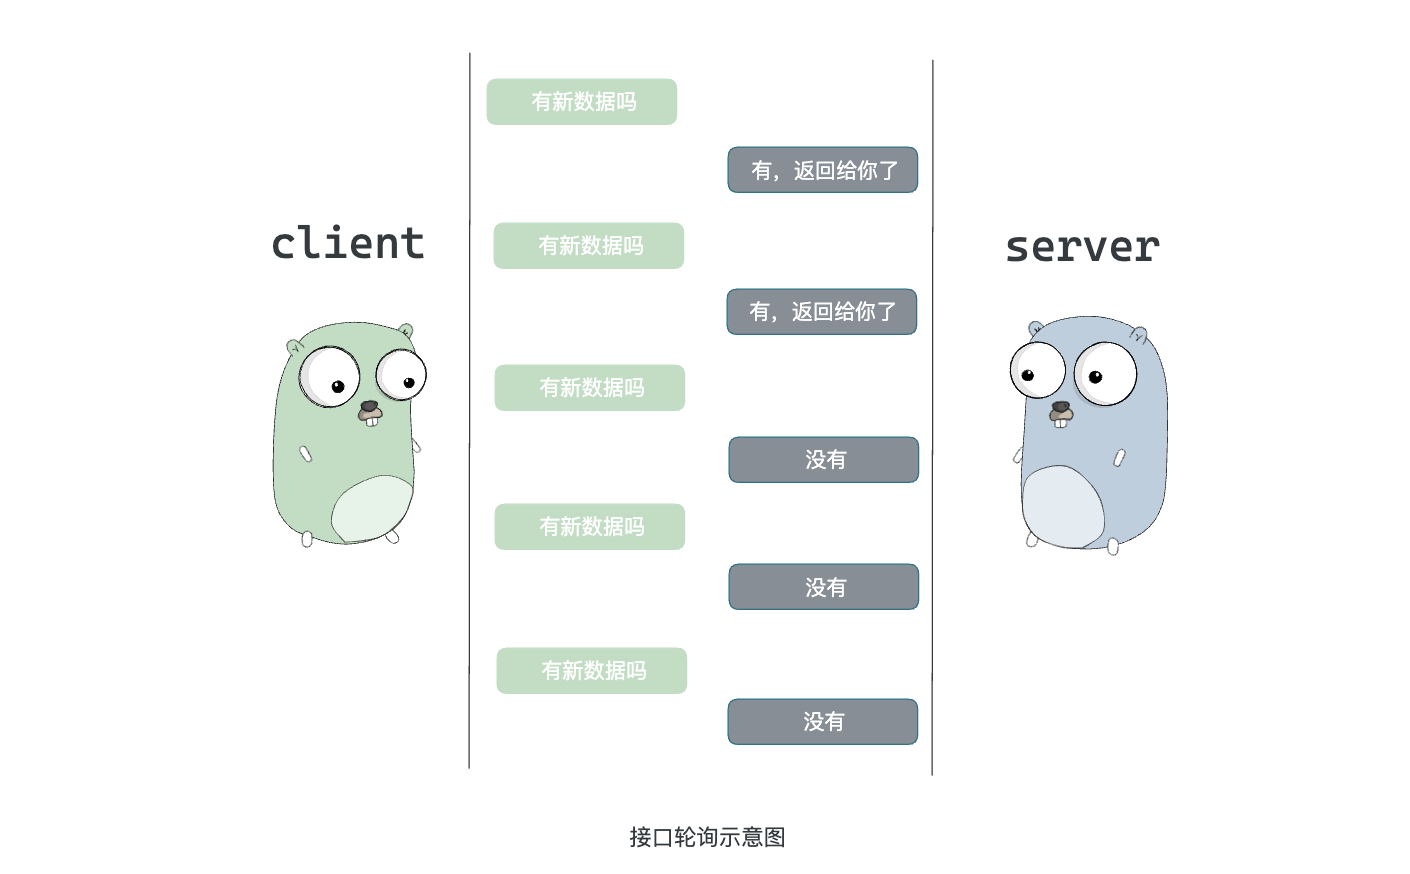 有新数据吗
有，返回给你了
client
server
有新数据吗
有，返回给你了
有新数据吗
没有
有新数据吗
没有
有新数据吗
没有
接口轮询示意图